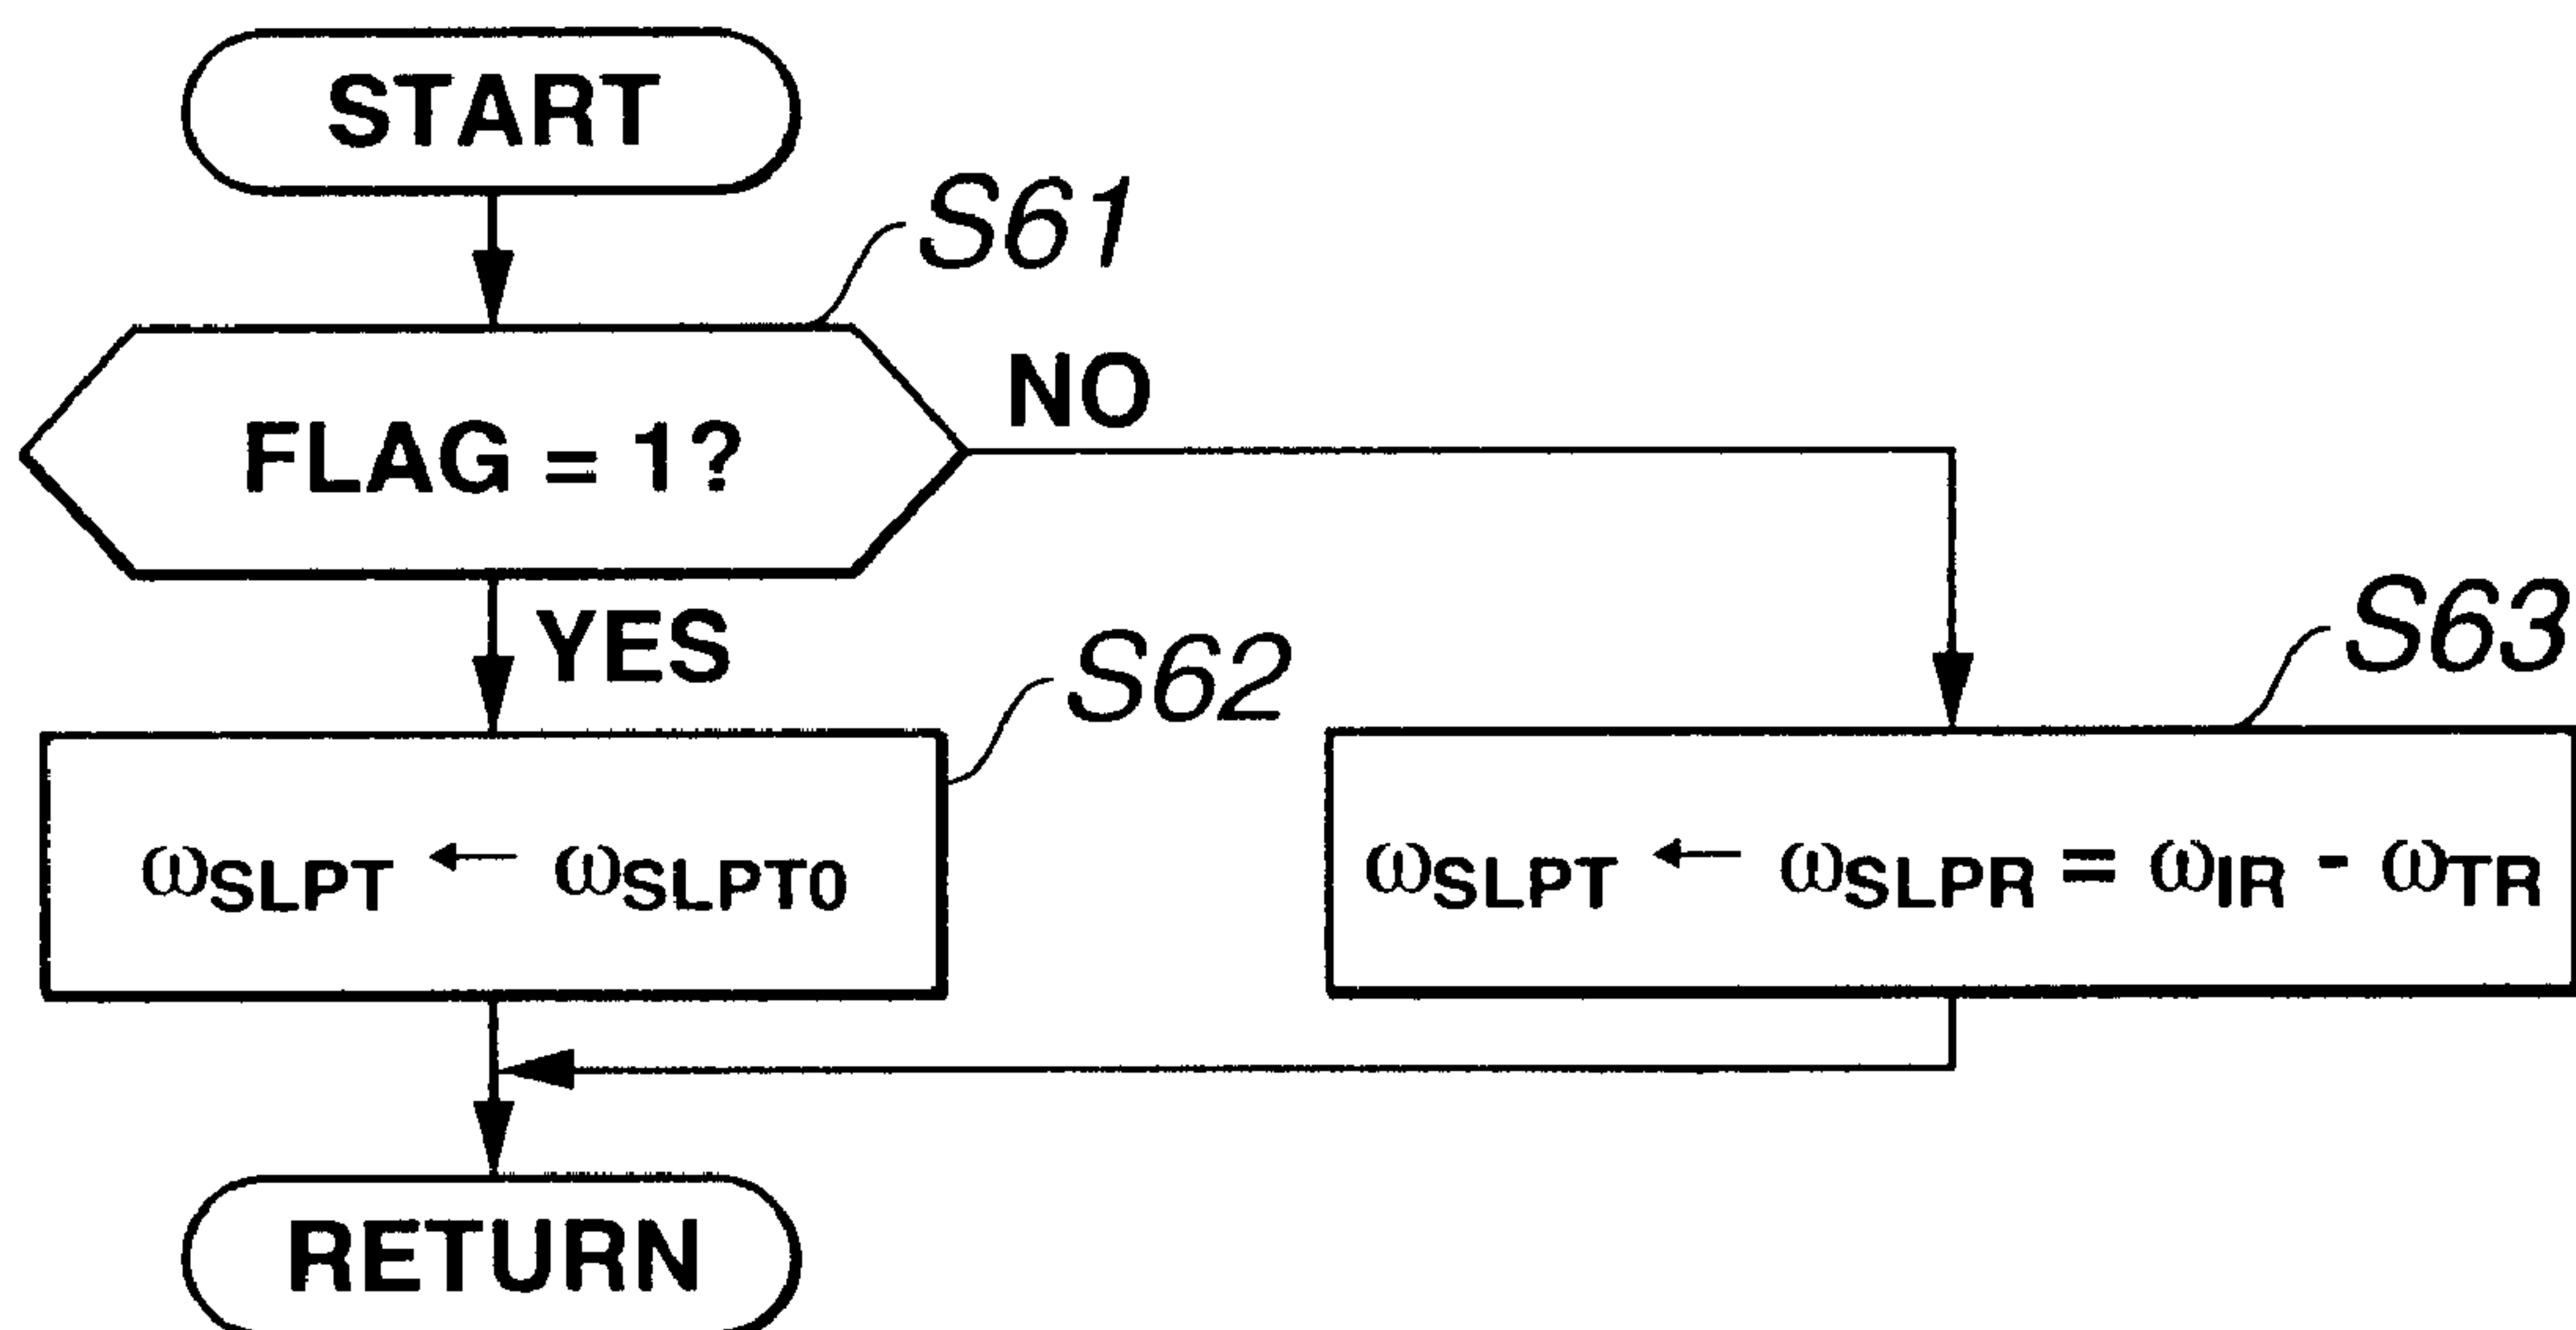 START
S61
FLAG = 1?
NO
YES
S62
S63
ωSLPT ← ωSLPT0
ωSLPT ← ωSLPR = ωIR - ωTR
RETURN